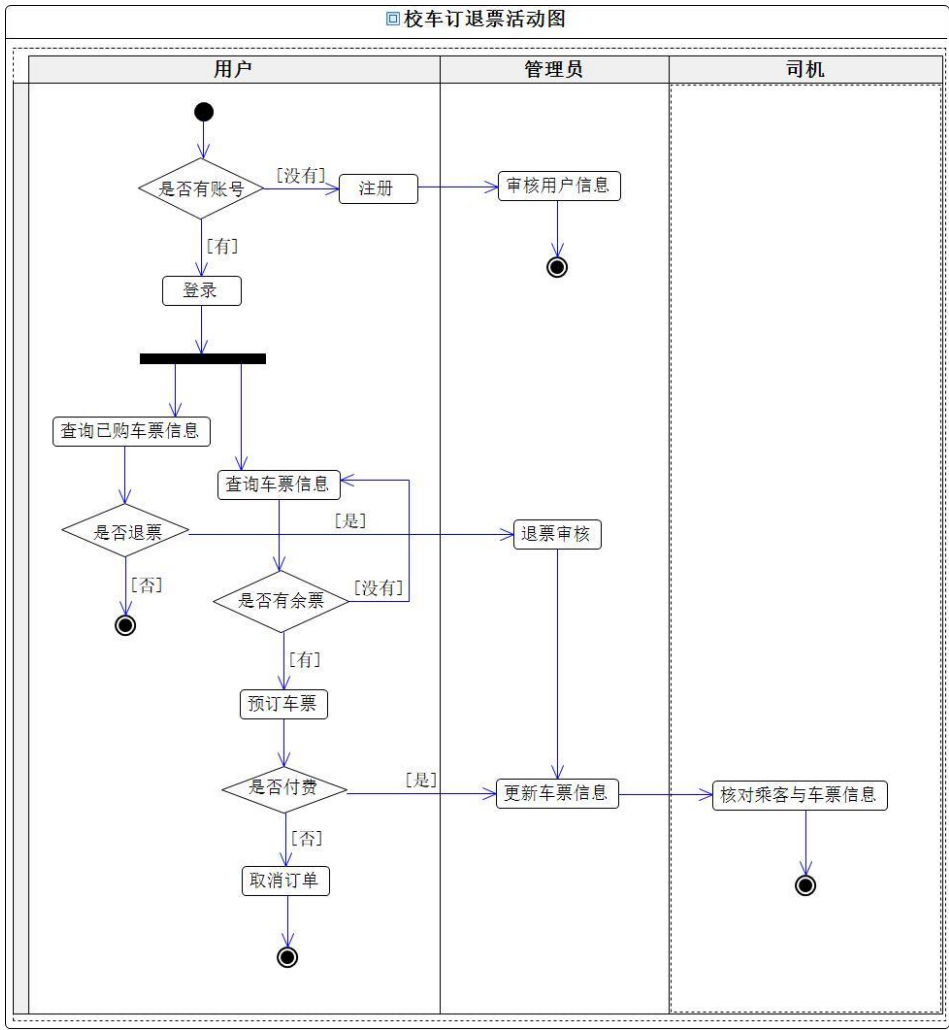 校车订退票活动图
用户
管理员
司机
是否有账号
[没有]
注册
审核用户信息
[有]
登录
查询已购车票信息
查询车票信息
是否退票
[是]
退票审核
[否]
是否有余票
[没有]
[有]
预订车票
是否付费
[是]
更新车票信息
核对乘客与车票信息
[否]
取消订单